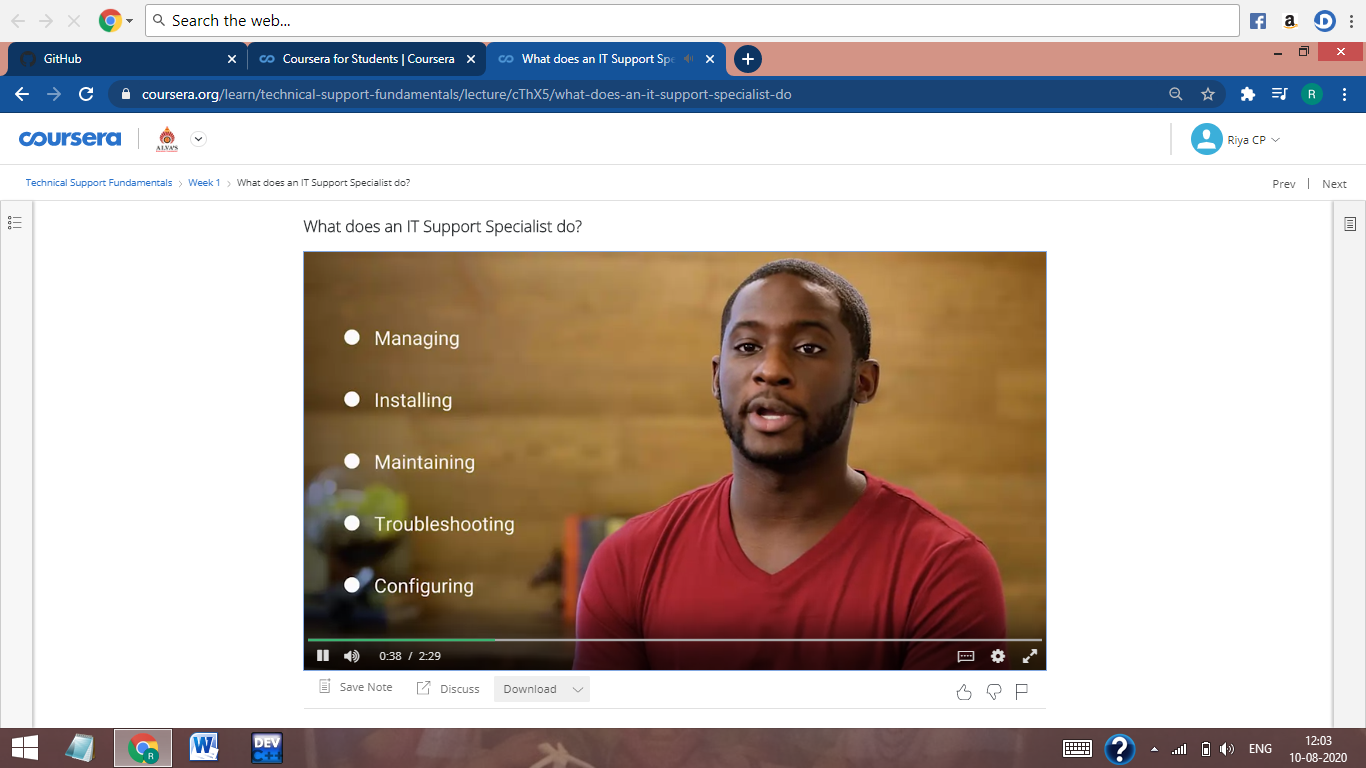 Search the web...
GitHub
Coursera for Students | Coursera
What does an IT Support Spe
coursera.org/learn/technical-support-fundamentals/lecture/cThX5/what-does-an-it-support-specialist-do
R
coursera
ALVA'S
Riya CP
Technical Support Fundamentals > Week 1 > What does an IT Support Specialist do?
Prev | Next
What does an IT Support Specialist do?
Managing
Installing
Maintaining
Troubleshooting
Configuring
0:38 / 2:29
Save Note
Discuss
Download
R
W
DEV
C++
?
ENG
12:03
10-08-2020